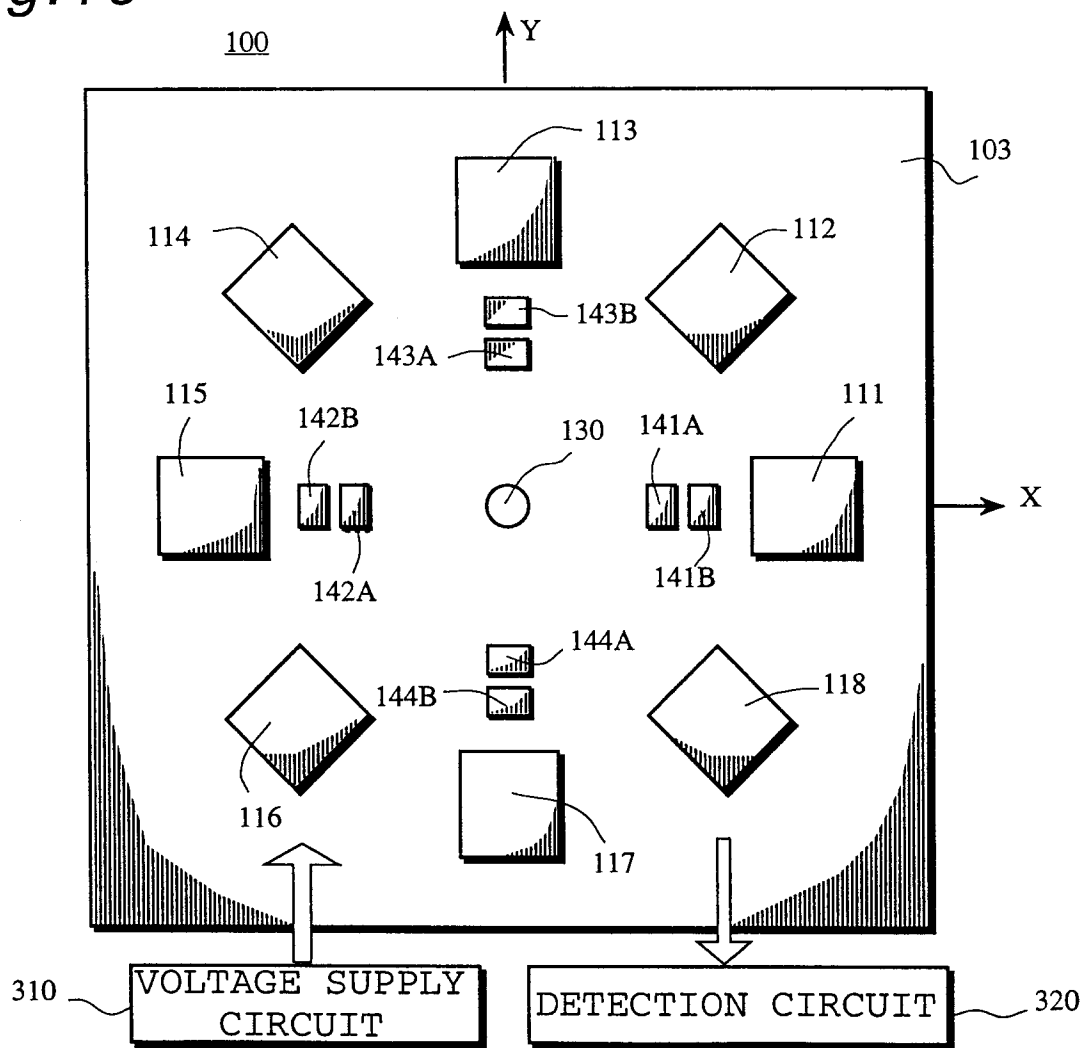 100
Y
113
103
114
112
143B
143A
115
111
142B
141A
130
X
142A
141B
144A
144B
118
116
117
310
VOLTAGE SUPPLY
CIRCUIT
DETECTION CIRCUIT
320